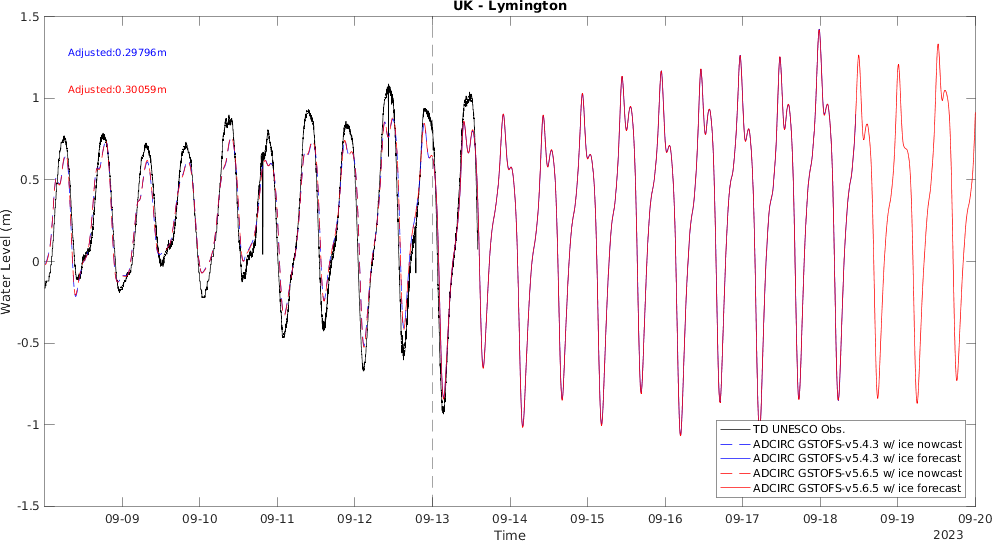 UK - Lymington
1.5
1
0.5
0
-0.5
-1
-1.5
Water Level (m)
Adjusted:0.29796m
Adjusted:0.30059m
TD UNESCO Obs.
ADCIRC GSTOFS-v5.4.3 w/ ice nowcast
ADCIRC GSTOFS-v5.4.3 w/ ice forecast
ADCIRC GSTOFS-v5.6.5 w/ ice nowcast
ADCIRC GSTOFS-v5.6.5 w/ ice forecast
09-09 09-10 09-11 09-12 09-13 09-14 09-15 09-16 09-17 09-18 09-19 09-20
Time
2023